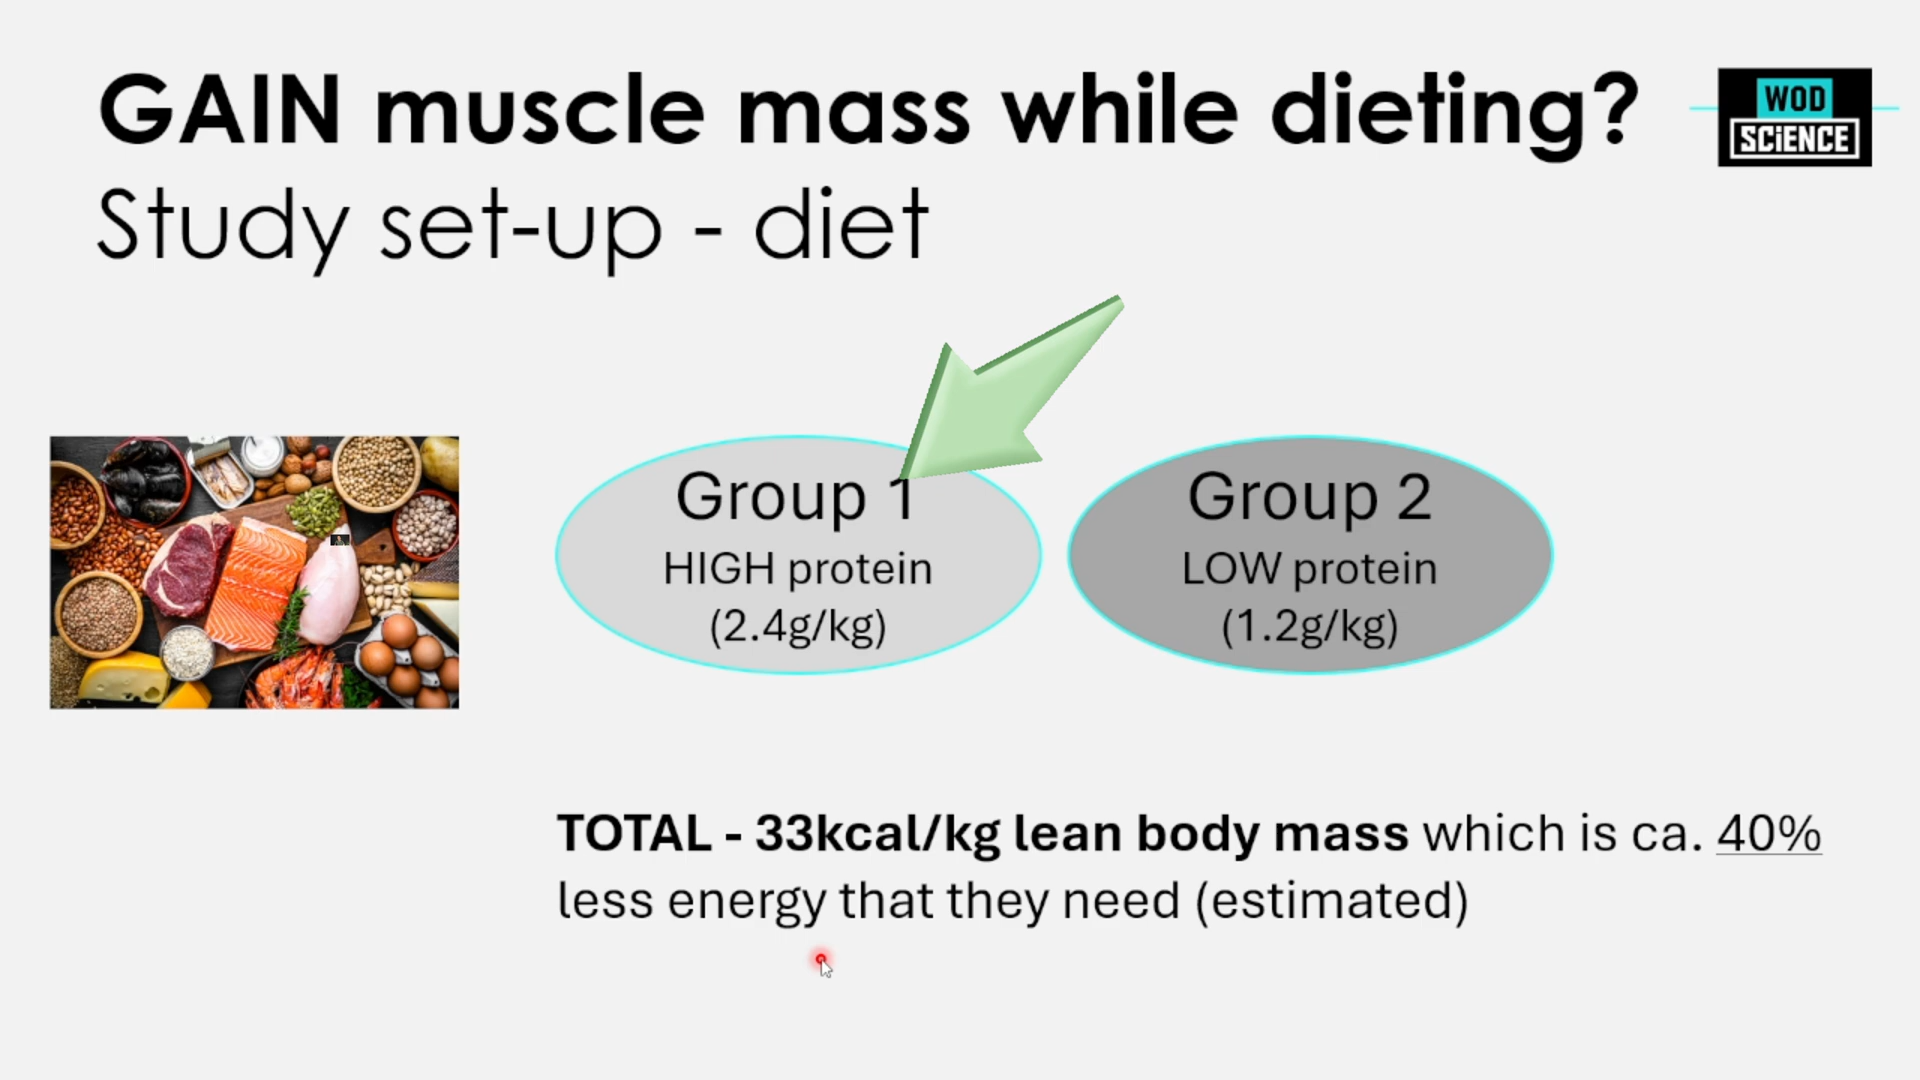 GAIN muscle mass while dieting?
WOD
SCiENCE
Study set-up - diet
Group 1
HIGH protein
(2.4g/kg)
Group 2
LOW protein
(1.2g/kg)
TOTAL - 33kcal/kg lean body mass which is ca. 40%
less energy that they need (estimated)